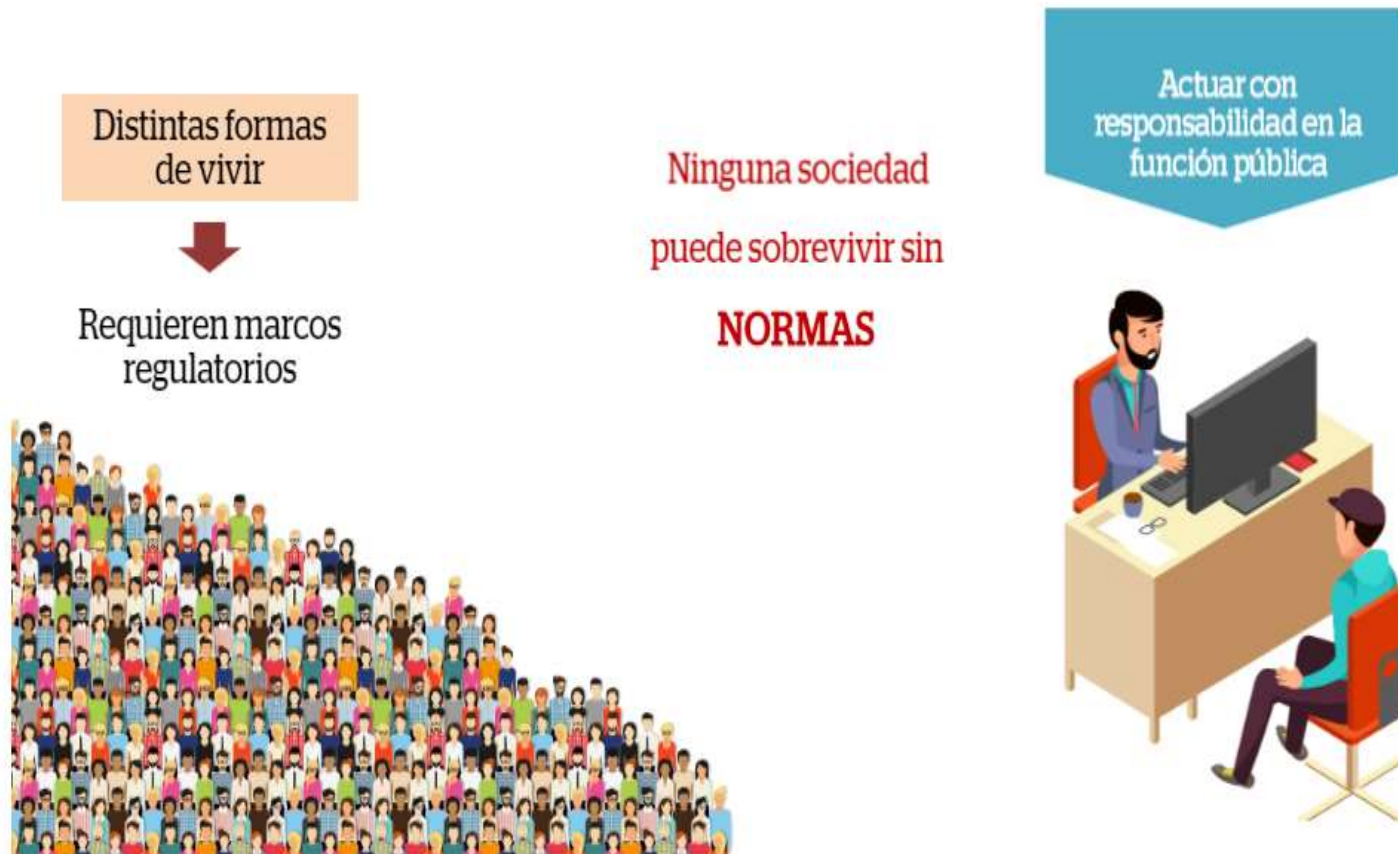 Distintas formas
de vivir
Requieren marcos
regulatorios
Ninguna sociedad
puede sobrevivir sin
NORMAS
Actuar con
responsabilidad en la
función pública